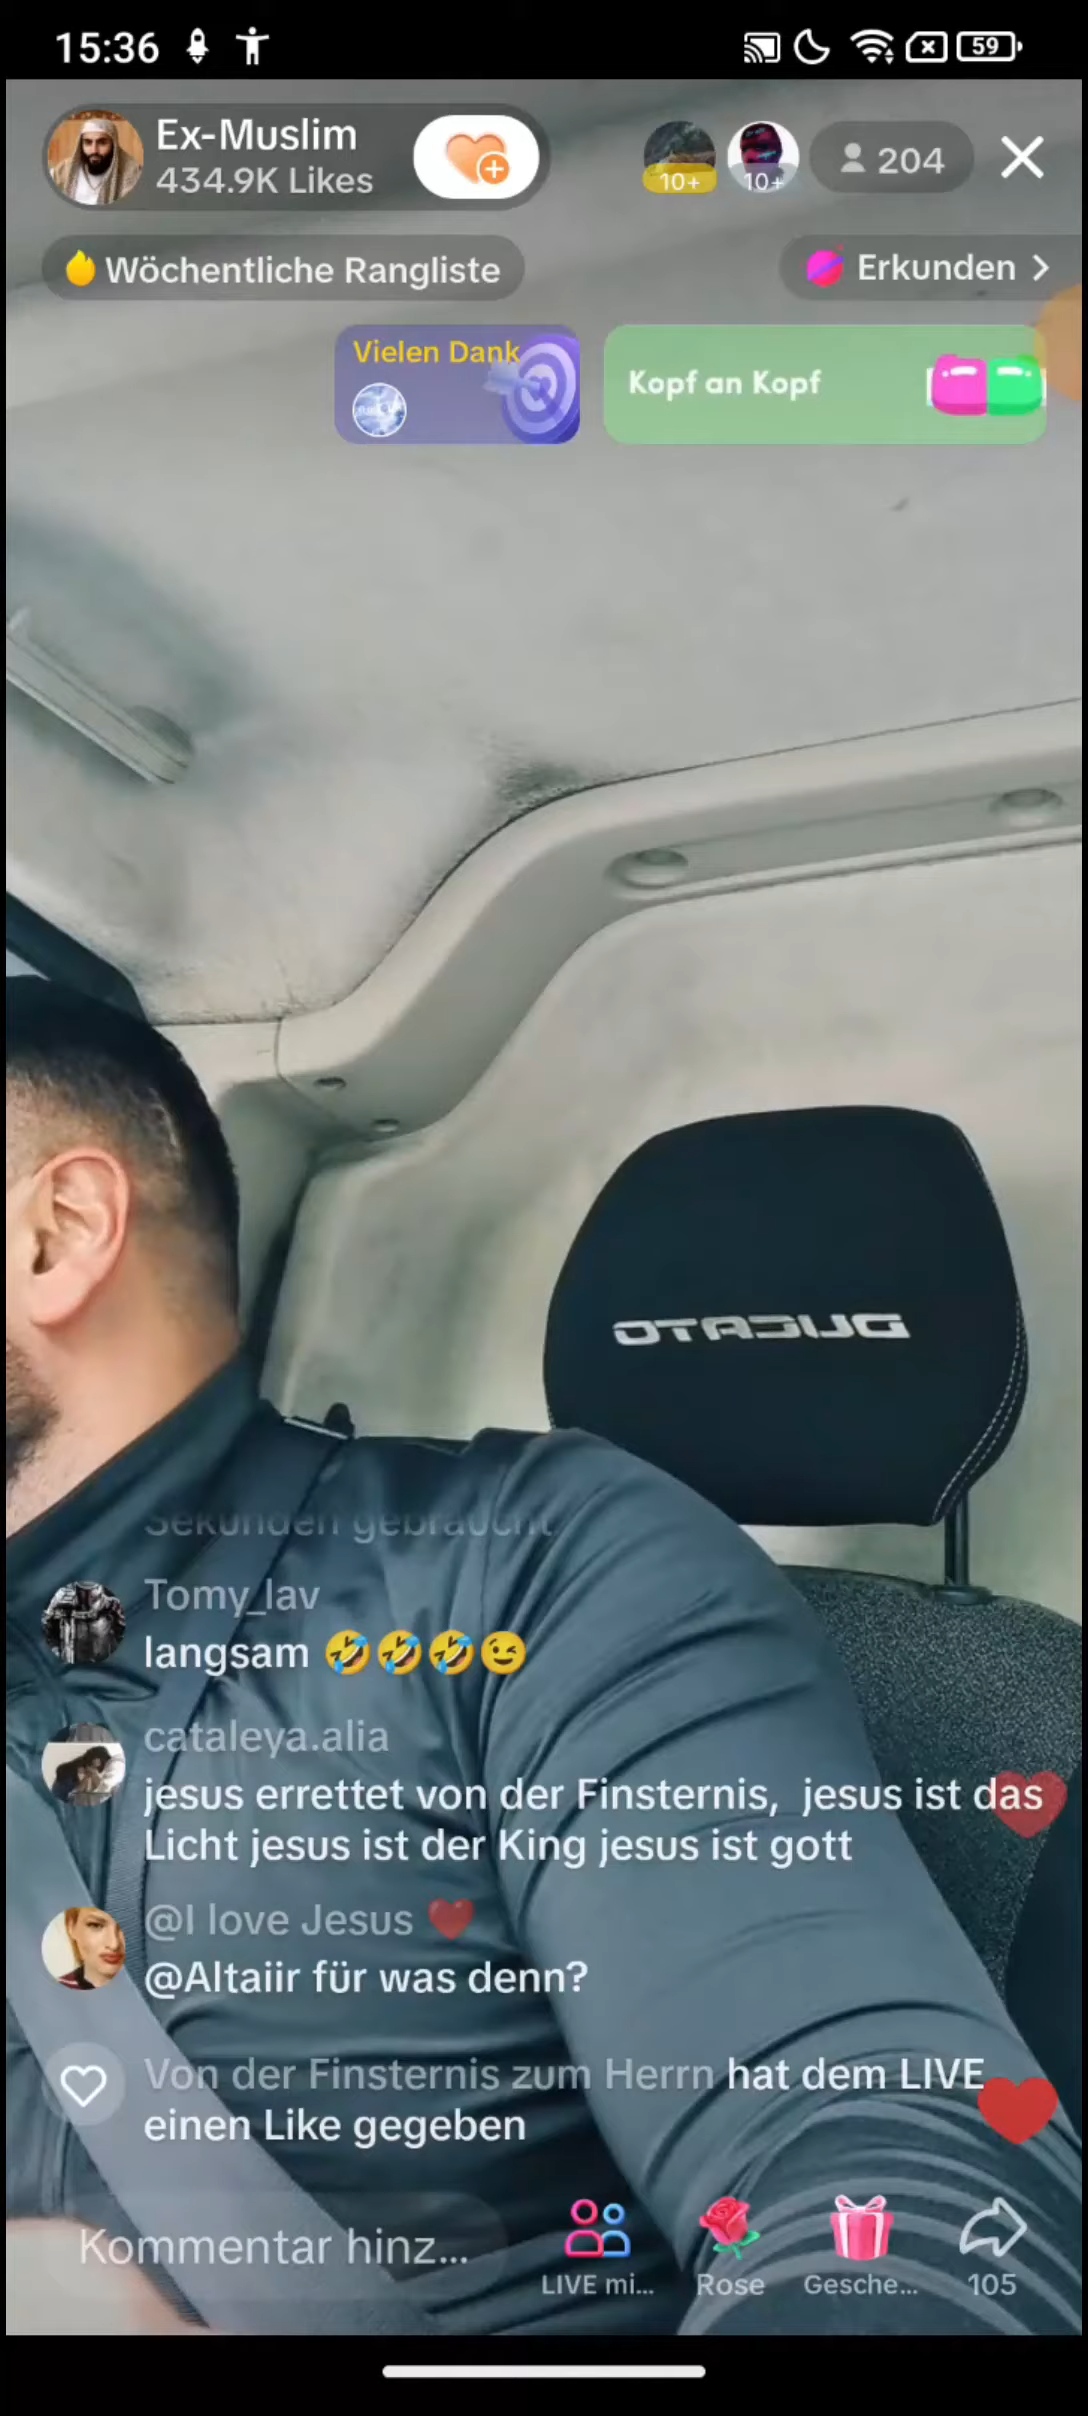 15:36
59
Ex-Muslim
434.9K Likes
10+
10+
204
Wöchentliche Rangliste
Erkunden >
Vielen Dank
Kopf an Kopf
DUCATO
Sekunden gebraucht
Tomy_lav
langsam 🤣🤣🤣😉
cataleya.alia
jesus errettet von der Finsternis, jesus ist das
Licht jesus ist der King jesus ist gott
@I love Jesus ❤️
@Altaiir für was denn?
Von der Finsternis zum Herrn hat dem LIVE
einen Like gegeben
Kommentar hinz...
LIVE mi...
Rose
Gesche...
105